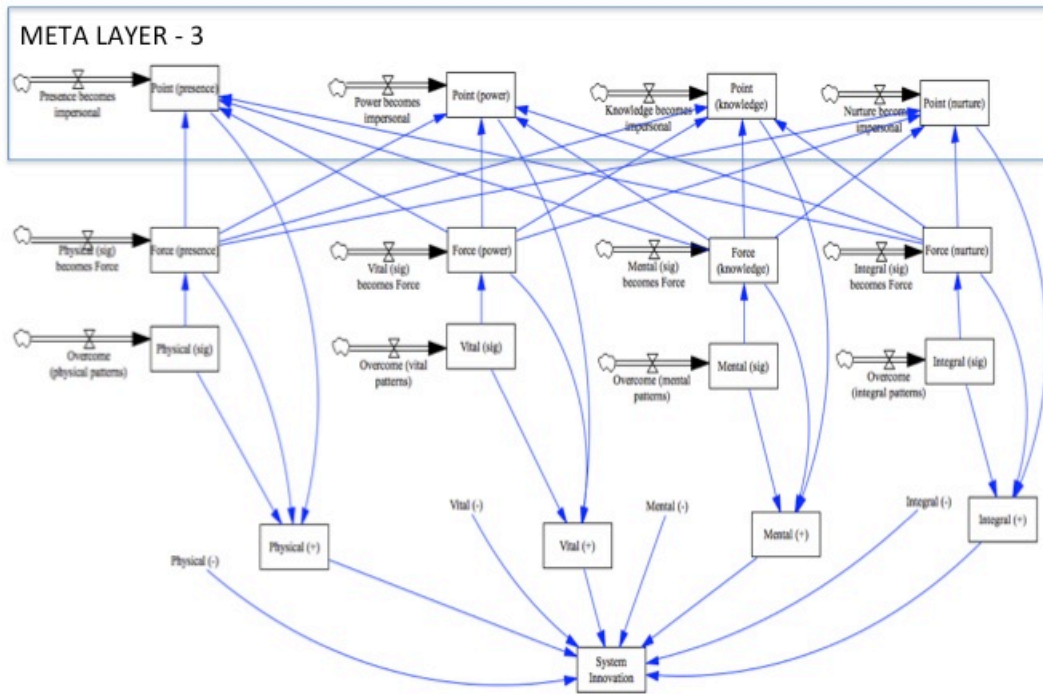 META LAYER - 3
Presence becomes
impersonal
Point (presence)
Power becomes
impersonal
Point (power)
Knowledge becomes
impersonal
Point
(knowledge)
Nurture becomes
impersonal
Point (nurture)
Physical (sig)
becomes Force
Force (presence)
Vital (sig)
becomes Force
Force (power)
Mental (sig)
becomes Force
Force
(knowledge)
Integral (sig)
becomes Force
Force (nurture)
Overcome
(physical patterns)
Physical (sig)
Overcome (vital
patterns)
Vital (sig)
Overcome (mental
patterns)
Mental (sig)
Overcome
(integral patterns)
Integral (sig)
Physical (-)
Physical (+)
Vital (-)
Vital (+)
Mental (-)
Mental (+)
Integral (-)
Integral (+)
System
Innovation